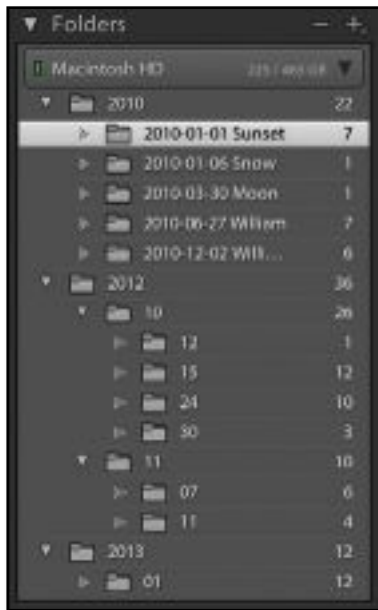 Folders − +
Macintosh HD
2010 22
2010-01-01 Sunset 7
2010-01-06 Snow 1
2010-03-30 Moon 1
2010-06-27 William 7
2010-12-02 Willi... 6
2012 36
10 26
12 1
15 12
24 10
30 3
11 10
07 6
11 4
2013 12
01 12